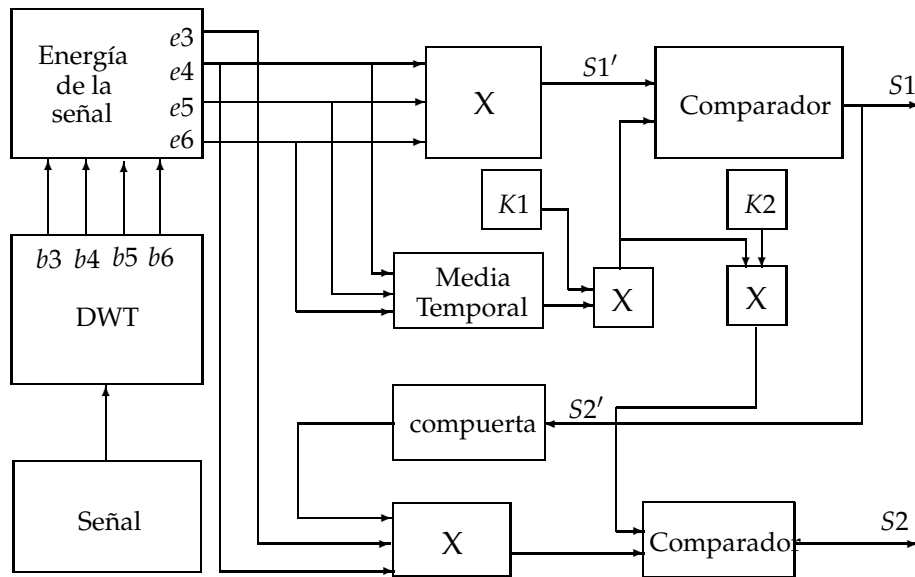 Energía
de la
señal
e3
e4
e5
e6
X
S1′
Comparador
S1
K1
K2
b3 b4 b5 b6
DWT
Media
Temporal
X
X
compuerta
S2′
Señal
X
Comparador
S2